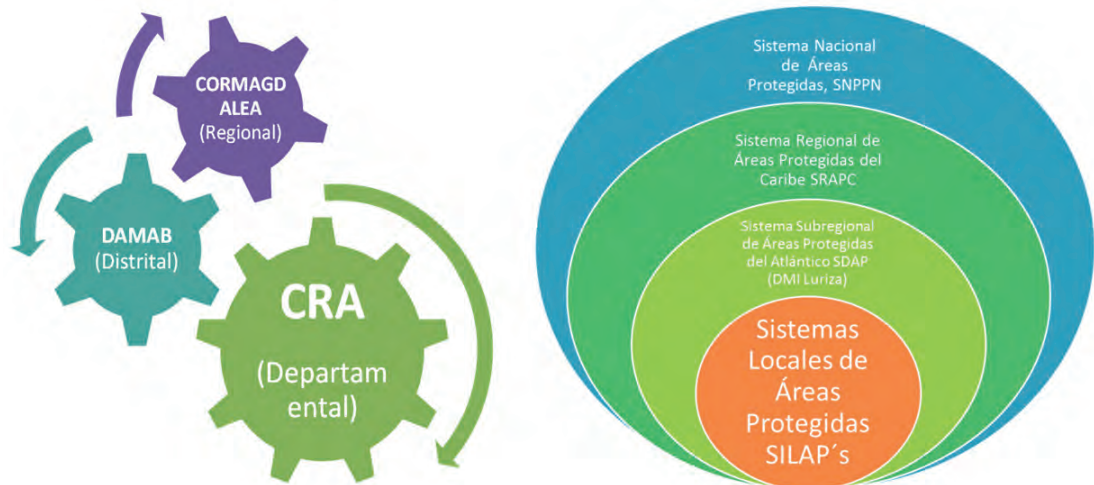 CORMAGD
ALEA
(Regional)
DAMAB
(Distrital)
CRA
(Departam
ental)
Sistema Nacional
de Áreas
Protegidas, SNPPN
Sistema Regional de
Áreas Protegidas del
Caribe SRAPC
Sistema Subregional
de Áreas Protegidas
del Atlántico SDAP
(DMI Luriza)
Sistemas
Locales de
Áreas
Protegidas
SILAP´s